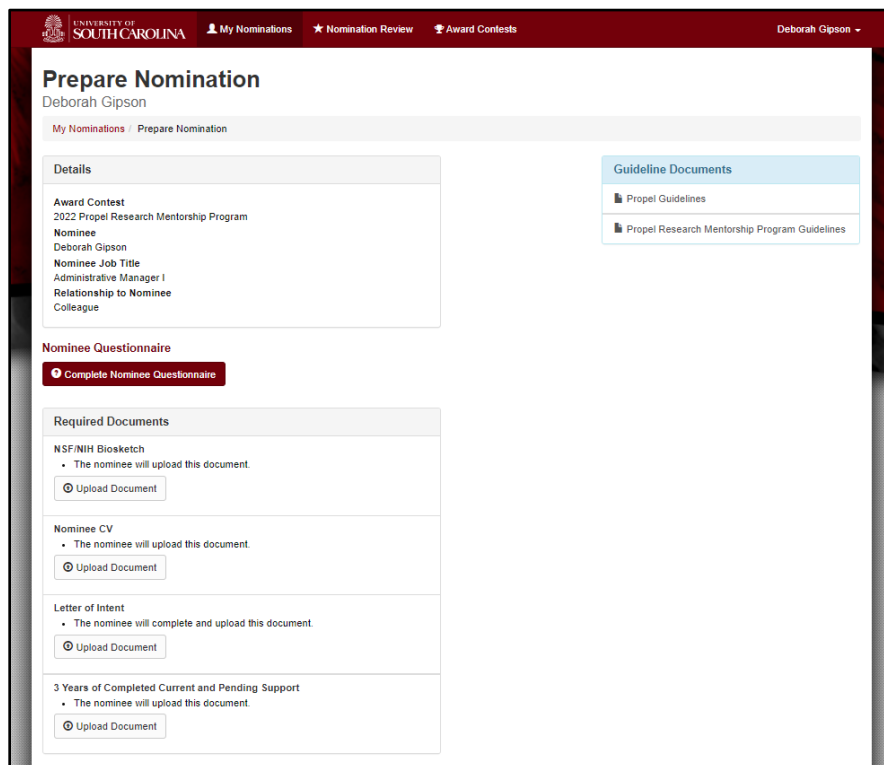 UNIVERSITY OF
SOUTH CAROLINA
My Nominations
Nomination Review
Award Contests
Deborah Gipson
Prepare Nomination
Deborah Gipson
My Nominations / Prepare Nomination
Details
Award Contest
2022 Propel Research Mentorship Program
Nominee
Deborah Gipson
Nominee Job Title
Administrative Manager I
Relationship to Nominee
Colleague
Guideline Documents
Propel Guidelines
Propel Research Mentorship Program Guidelines
Nominee Questionnaire
Complete Nominee Questionnaire
Required Documents
NSF/NIH Biosketch
• The nominee will upload this document.
Upload Document
Nominee CV
• The nominee will upload this document.
Upload Document
Letter of Intent
• The nominee will complete and upload this document.
Upload Document
3 Years of Completed Current and Pending Support
• The nominee will upload this document.
Upload Document